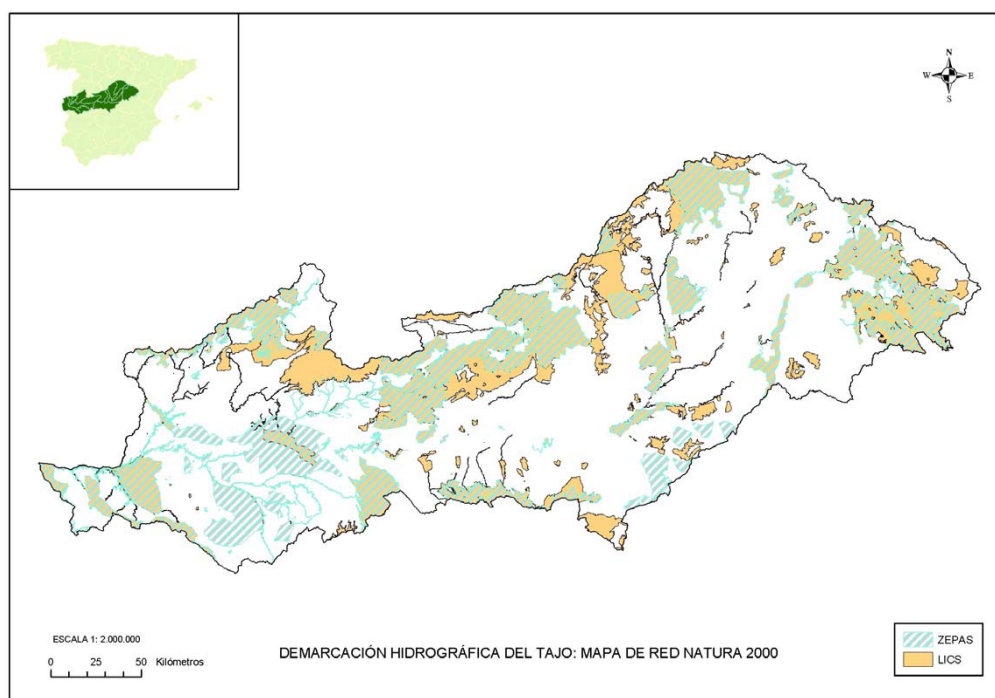 N
W E
S
ESCALA 1: 2.000.000
0 25 50 Kilómetros
DEMARCACIÓN HIDROGRÁFICA DEL TAJO: MAPA DE RED NATURA 2000
ZEPAS
LICS